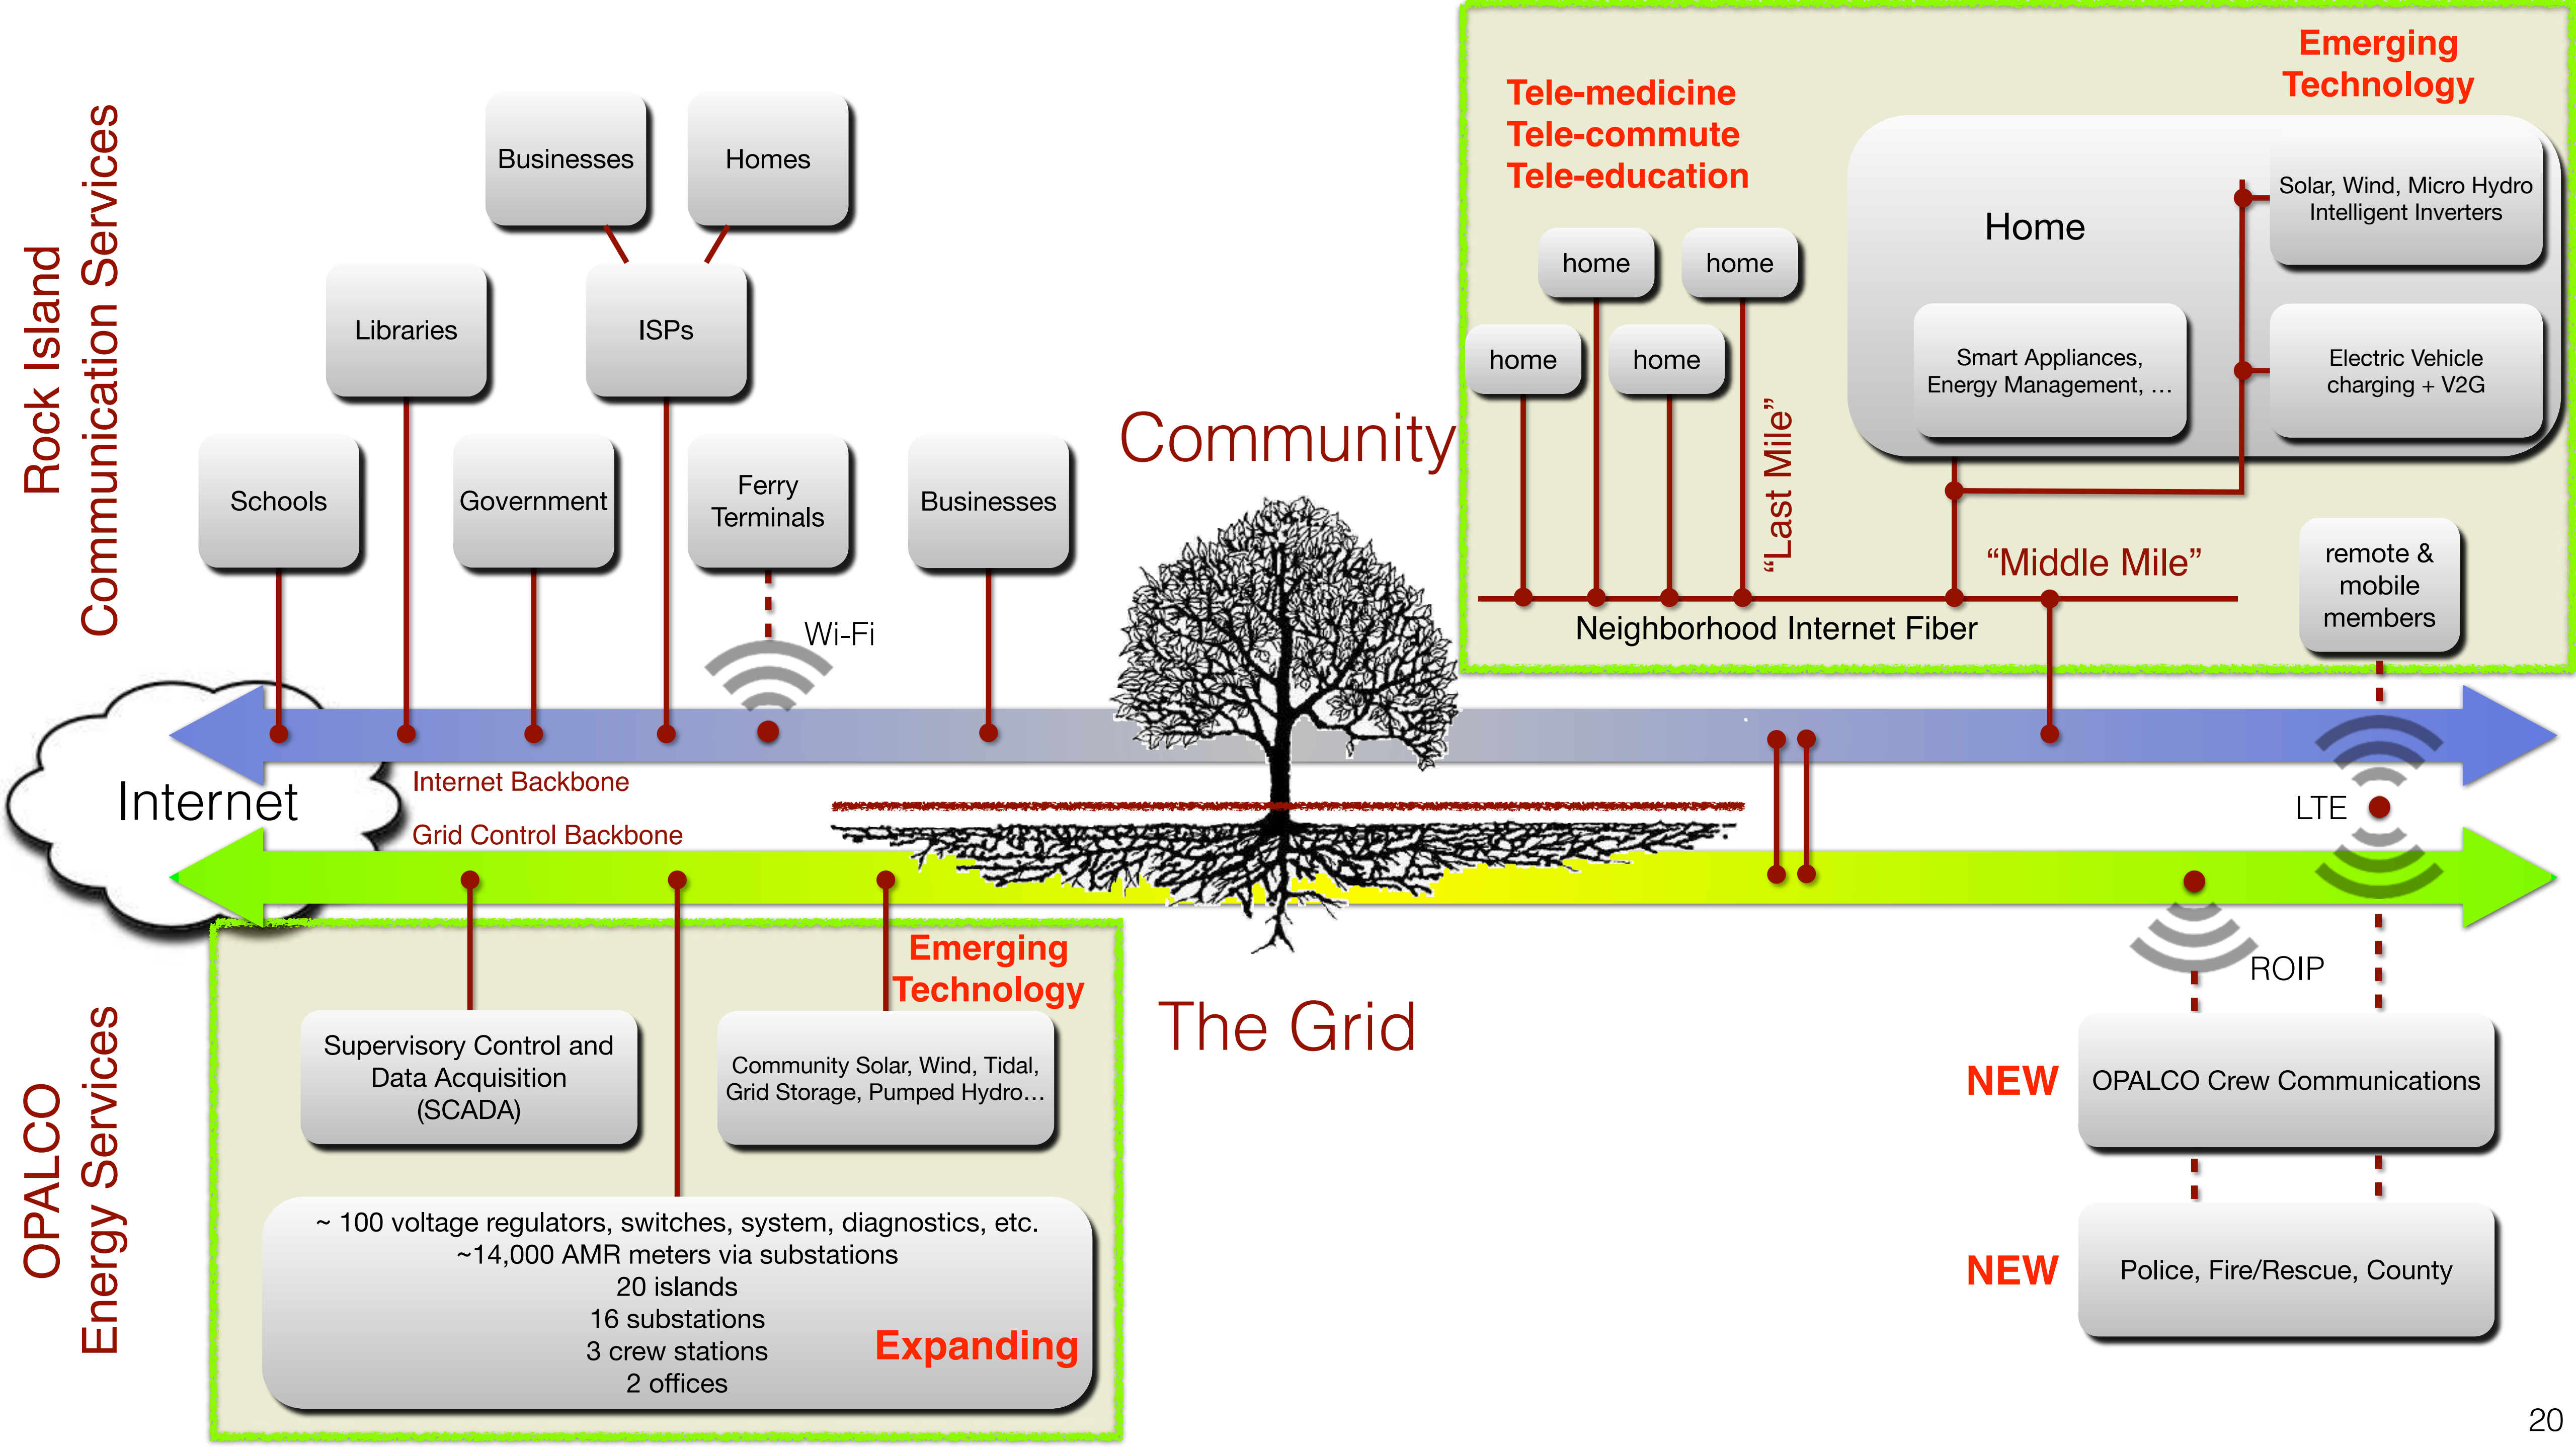 Rock Island
Communication Services
Businesses
Homes
Libraries
ISPs
Schools
Government
Ferry
Terminals
Businesses
Wi-Fi
Community
Emerging
Technology
Tele-medicine
Tele-commute
Tele-education
home
home
home
home
"Last Mile"
Home
Solar, Wind, Micro Hydro
Intelligent Inverters
Smart Appliances,
Energy Management, …
Electric Vehicle
charging + V2G
“Middle Mile”
Neighborhood Internet Fiber
remote &
mobile
members
Internet
Internet Backbone
Grid Control Backbone
LTE
ROIP
OPALCO
Energy Services
Emerging
Technology
Supervisory Control and
Data Acquisition
(SCADA)
Community Solar, Wind, Tidal,
Grid Storage, Pumped Hydro…
~ 100 voltage regulators, switches, system, diagnostics, etc.
~14,000 AMR meters via substations
20 islands
16 substations
3 crew stations
2 offices
Expanding
The Grid
NEW
OPALCO Crew Communications
NEW
Police, Fire/Rescue, County
20